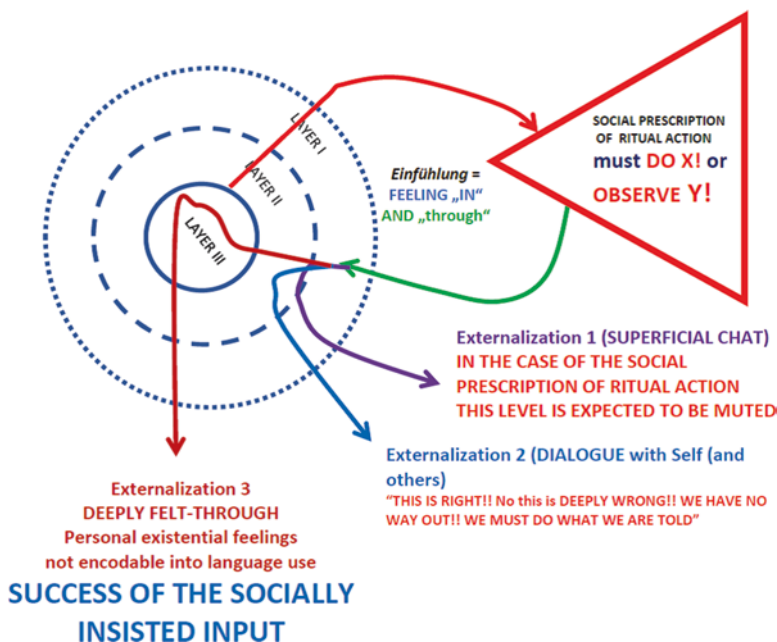 LAYER I
LAYER II
LAYER III
Einfühlung =
FEELING „IN“
AND „through“
SOCIAL PRESCRIPTION
OF RITUAL ACTION
must DO X! or
OBSERVE Y!
Externalization 1 (SUPERFICIAL CHAT)
IN THE CASE OF THE SOCIAL
PRESCRIPTION OF RITUAL ACTION
THIS LEVEL IS EXPECTED TO BE MUTED
Externalization 2 (DIALOGUE with Self (and
others)
“THIS IS RIGHT!! No this is DEEPLY WRONG!! WE HAVE NO
WAY OUT!! WE MUST DO WHAT WE ARE TOLD”
Externalization 3
DEEPLY FELT-THROUGH
Personal existential feelings
not encodable into language use
SUCCESS OF THE SOCIALLY
INSISTED INPUT